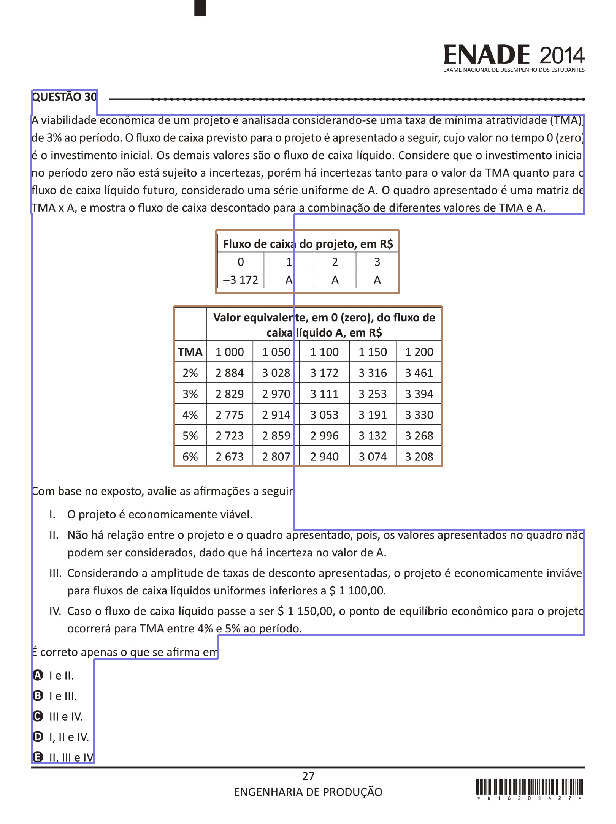 ENADE 2014
EXAME NACIONAL DE DESEMPENHO DOS ESTUDANTES
QUESTÃO 30
A viabilidade econômica de um projeto é analisada considerando-se uma taxa de mínima atratividade (TMA),
de 3% ao período. O fluxo de caixa previsto para o projeto é apresentado a seguir, cujo valor no tempo 0 (zero)
é o investimento inicial. Os demais valores são o fluxo de caixa líquido. Considere que o investimento inicia
no período zero não está sujeito a incertezas, porém há incertezas tanto para o valor da TMA quanto para o
fluxo de caixa líquido futuro, considerado uma série uniforme de A. O quadro apresentado é uma matriz de
TMA x A, e mostra o fluxo de caixa descontado para a combinação de diferentes valores de TMA e A.
Fluxo de caixa do projeto, em R$
0 1 2 3
–3 172 A A A
Valor equivalente, em 0 (zero), do fluxo de
caixa líquido A, em R$
TMA 1 000 1 050 1 100 1 150 1 200
2% 2 884 3 028 3 172 3 316 3 461
3% 2 829 2 970 3 111 3 253 3 394
4% 2 775 2 914 3 053 3 191 3 330
5% 2 723 2 859 2 996 3 132 3 268
6% 2 673 2 807 2 940 3 074 3 208
Com base no exposto, avalie as afirmações a seguir
I. O projeto é economicamente viável.
II. Não há relação entre o projeto e o quadro apresentado, pois, os valores apresentados no quadro não
podem ser considerados, dado que há incerteza no valor de A.
III. Considerando a amplitude de taxas de desconto apresentadas, o projeto é economicamente inviáve
para fluxos de caixa líquidos uniformes inferiores a $ 1 100,00.
IV. Caso o fluxo de caixa líquido passe a ser $ 1 150,00, o ponto de equilíbrio econômico para o projeto
ocorrerá para TMA entre 4% e 5% ao período.
É correto apenas o que se afirma em
A I e II.
B I e III.
C III e IV.
D I, II e IV.
E II, III e IV
27
ENGENHARIA DE PRODUÇÃO
* R 1 6 2 0 1 4 2 7 *